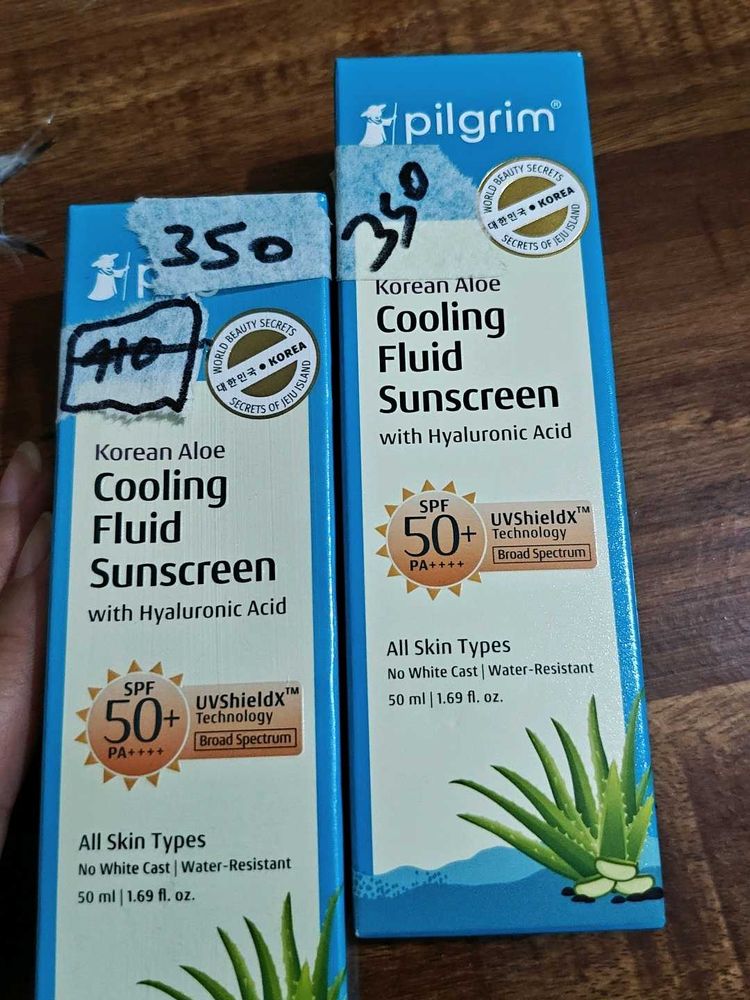 350
410
WORLD BEAUTY SECRETS
대한민국 • KOREA
SECRETS OF JEJU ISLAND
Korean Aloe
Cooling
Fluid
Sunscreen
with Hyaluronic Acid
SPF
50+
PA++++
UVShieldX™
Technology
Broad Spectrum
All Skin Types
No White Cast | Water-Resistant
50 ml | 1.69 fl. oz.
pilgrim®
350
WORLD BEAUTY SECRETS
대한민국 • KOREA
SECRETS OF JEJU ISLAND
Korean Aloe
Cooling
Fluid
Sunscreen
with Hyaluronic Acid
SPF
50+
PA++++
UVShieldX™
Technology
Broad Spectrum
All Skin Types
No White Cast | Water-Resistant
50 ml | 1.69 fl. oz.